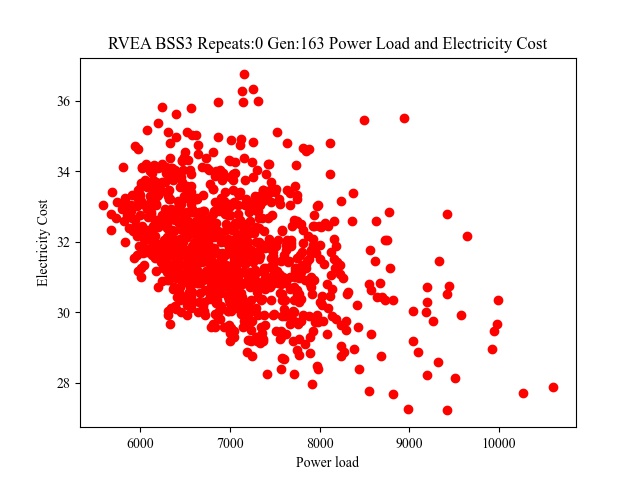 RVEA BSS3 Repeats:0 Gen:163 Power Load and Electricity Cost
Electricity Cost
36
34
32
30
28
6000 7000 8000 9000 10000
Power load